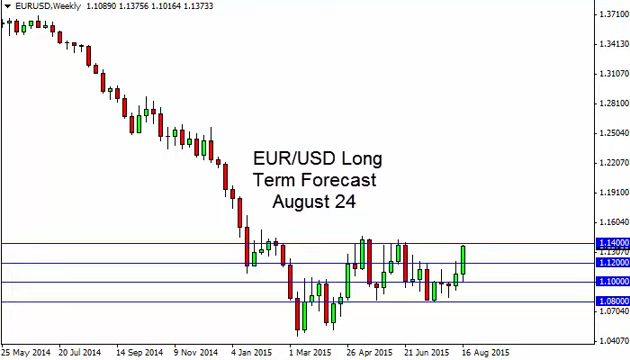 EURUSD,Weekly 1.10890 1.13756 1.10164 1.13733
1.37100
1.34130
1.31070
1.28100
1.25040
1.22070
1.19100
1.16040
1.14000
1.13070
1.12000
1.10000
1.08000
1.07040
1.04070
EUR/USD Long
Term Forecast
August 24
25 May 2014
20 Jul 2014
14 Sep 2014
9 Nov 2014
4 Jan 2015
1 Mar 2015
26 Apr 2015
21 Jun 2015
16 Aug 2015